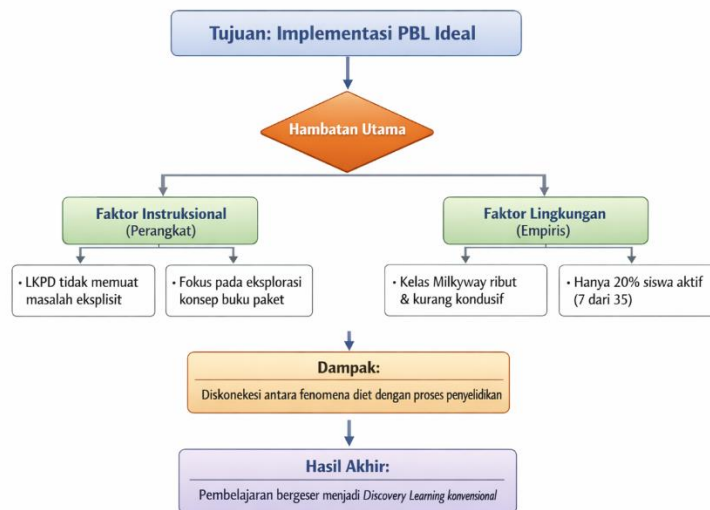 Tujuan: Implementasi PBL Ideal
Hambatan Utama
Faktor Instruksional
(Perangkat)
Faktor Lingkungan
(Empiris)
• LKPD tidak memuat
masalah eksplisit
• Fokus pada eksplorasi
konsep buku paket
• Kelas Milkyway ribut
& kurang kondusif
• Hanya 20% siswa aktif
(7 dari 35)
Dampak:
Diskonekesi antara fenomena diet dengan proses penyelidikan
Hasil Akhir:
Pembelajaran bergeser menjadi Discovery Learning konvensional